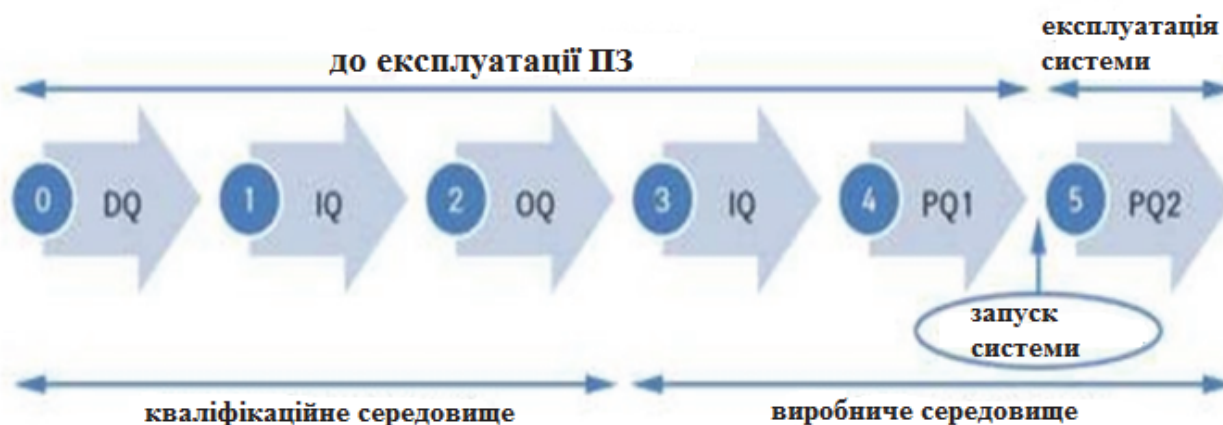 експлуатація
системи
до експлуатації ПЗ
0 DQ 1 IQ 2 OQ 3 IQ 4 PQ1 5 PQ2
запуск
системи
кваліфікаційне середовище
виробниче середовище